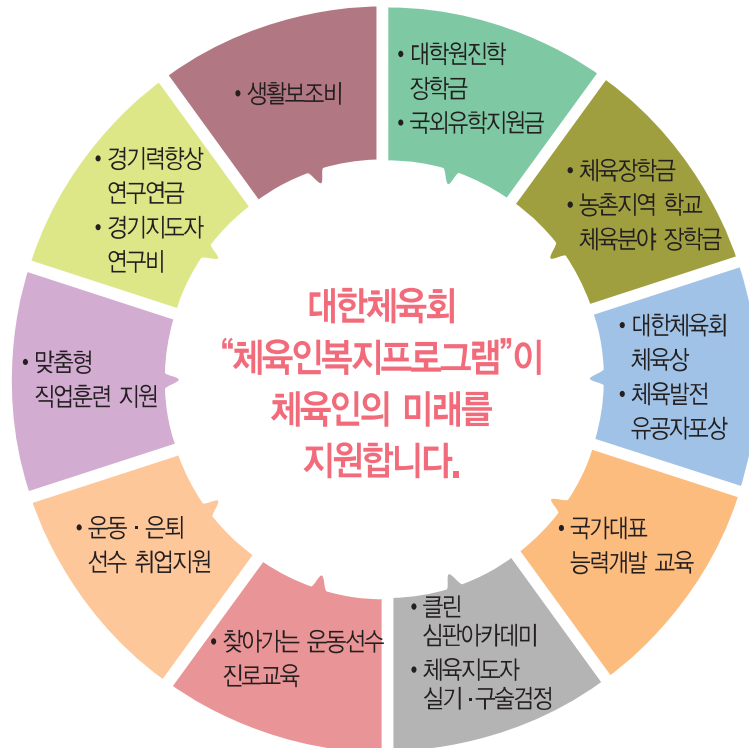 대한체육회
“체육인복지프로그램”이
체육인의 미래를
지원합니다.
• 대학원진학
장학금
• 국외유학지원금
• 체육장학금
• 농촌지역 학교
체육분야 장학금
• 대한체육회
체육상
• 체육발전
유공자포상
• 국가대표
능력개발 교육
• 클린
심판아카데미
• 체육지도자
실기 · 구술검정
• 찾아가는 운동선수
진로교육
• 운동 · 은퇴
선수 취업지원
• 맞춤형
직업훈련 지원
• 경기력향상
연구연금
• 경기지도자
연구비
• 생활보조비